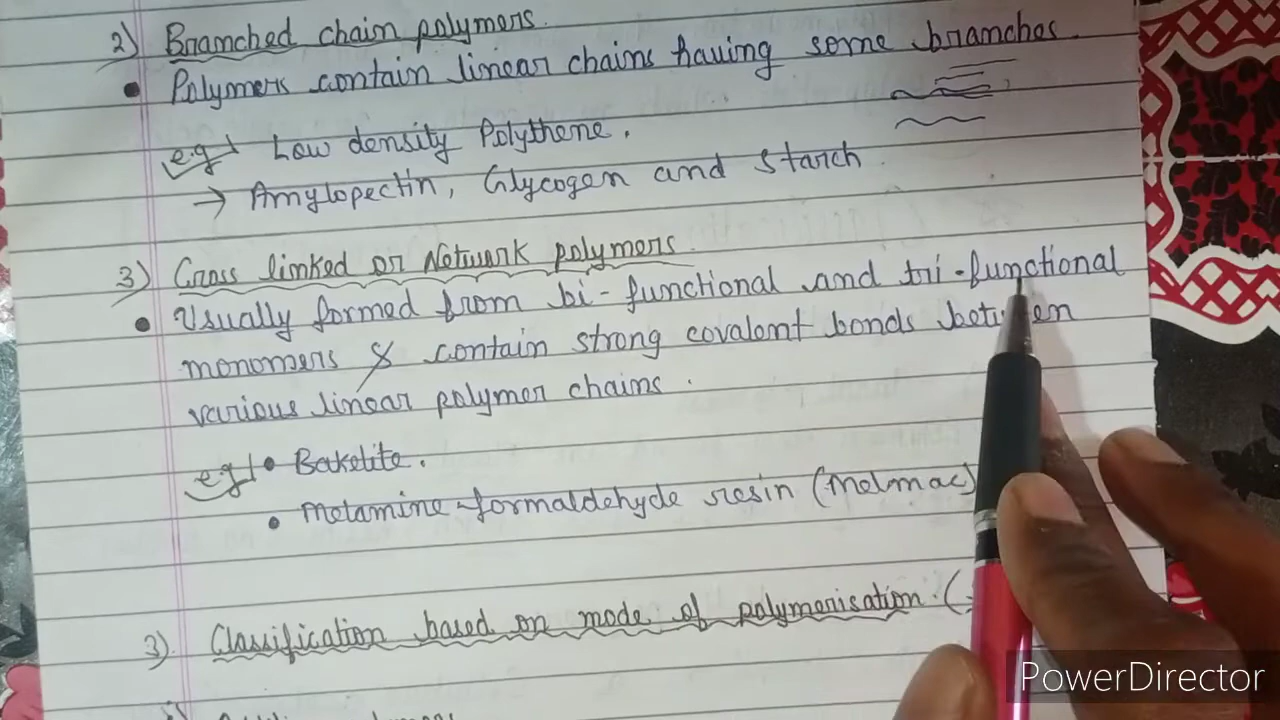 2) Branched chain polymers.
• Polymers contain linear chains having some branches.
e.g. Low density Polythene.
→ Amylopectin, Glycogen and Starch
3) Cross linked or Network polymers.
• Usually formed from bi-functional and tri-functional
monomers & contain strong covalent bonds between
various linear polymer chains.
e.g. • Bakelite.
• Melamine-formaldehyde resin (Melmac)
3). Classification based on mode of polymerisation (
PowerDirector